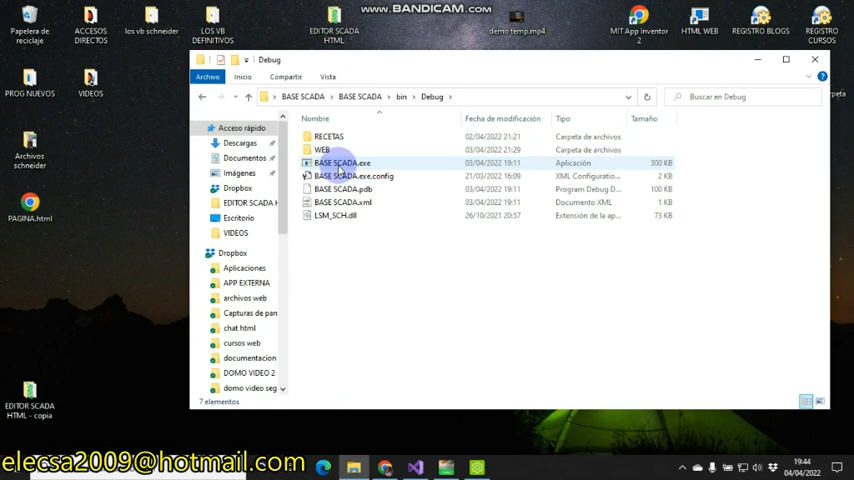 www.BANDICAM.com
Papelera de reciclaje
ACCESOS DIRECTOS
los vb schneider
LOS VB DEFINITIVOS
EDITOR SCADA HTML
demo temp.mp4
MIT App Inventor 2
HTML WEB
REGISTRO BLOGS
REGISTRO CURSOS
PROG NUEVOS
VIDEOS
Archivos schneider
PAGINA.html
EDITOR SCADA HTML - copia
Debug
Archivo Inicio Compartir Vista
BASE SCADA > BASE SCADA > bin > Debug >
Buscar en Debug
Nombre Fecha de modificación Tipo Tamaño
RECETAS 02/04/2022 21:21 Carpeta de archivos
WEB 03/04/2022 21:29 Carpeta de archivos
BASE SCADA.exe 03/04/2022 19:11 Aplicación 300 KB
BASE SCADA.exe.config 21/03/2022 16:09 XML Configuratio... 2 KB
BASE SCADA.pdb 03/04/2022 19:11 Program Debug D... 100 KB
BASE SCADA.xml 03/04/2022 19:11 Documento XML 1 KB
LSM_SCH.dll 26/10/2021 20:57 Extensión de la ap... 73 KB
Acceso rápido
Descargas
Documentos
Imágenes
Dropbox
EDITOR SCADA H
Escritorio
VIDEOS
Dropbox
Aplicaciones
APP EXTERNA
archivos web
Capturas de pan
chat html
cursos web
documentacion
DOMO VIDEO 2
domo video seg
7 elementos
elecsa2009@hotmail.com
19:44
04/04/2022